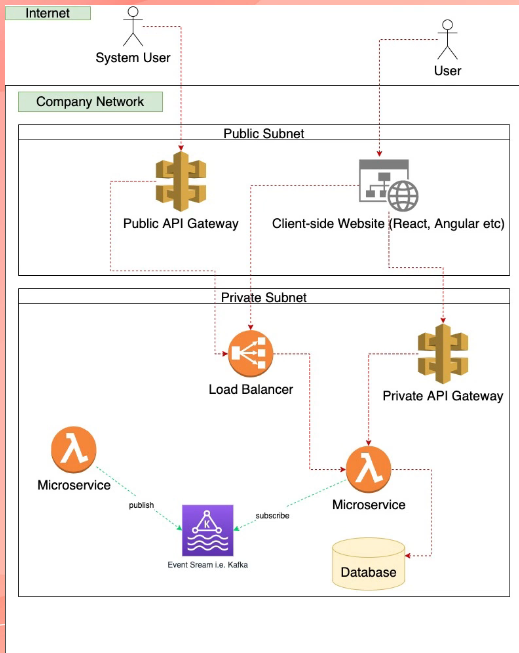 Internet
System User
User
Company Network
Public Subnet
Public API Gateway
Client-side Website (React, Angular etc)
Private Subnet
Load Balancer
Private API Gateway
Microservice
Microservice
publish
subscribe
K
Event Sream i.e. Kafka
Database